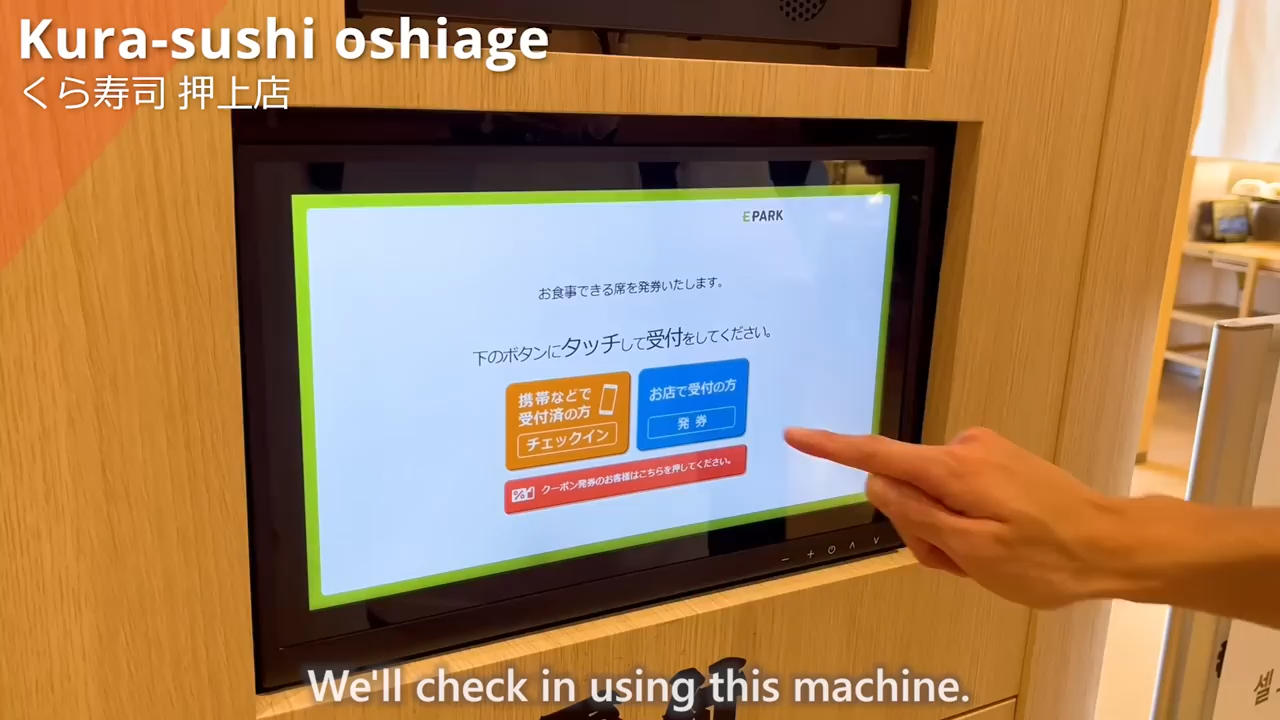 Kura-sushi oshiage
くら寿司 押上店
EPARK
お食事できる席を発券いたします。
下のボタンにタッチして受付をしてください。
携帯などで
受付済の方
チェックイン
お店で受付の方
発券
クーポン発券のお客様はこちらを押してください。
We'll check in using this machine.
셀